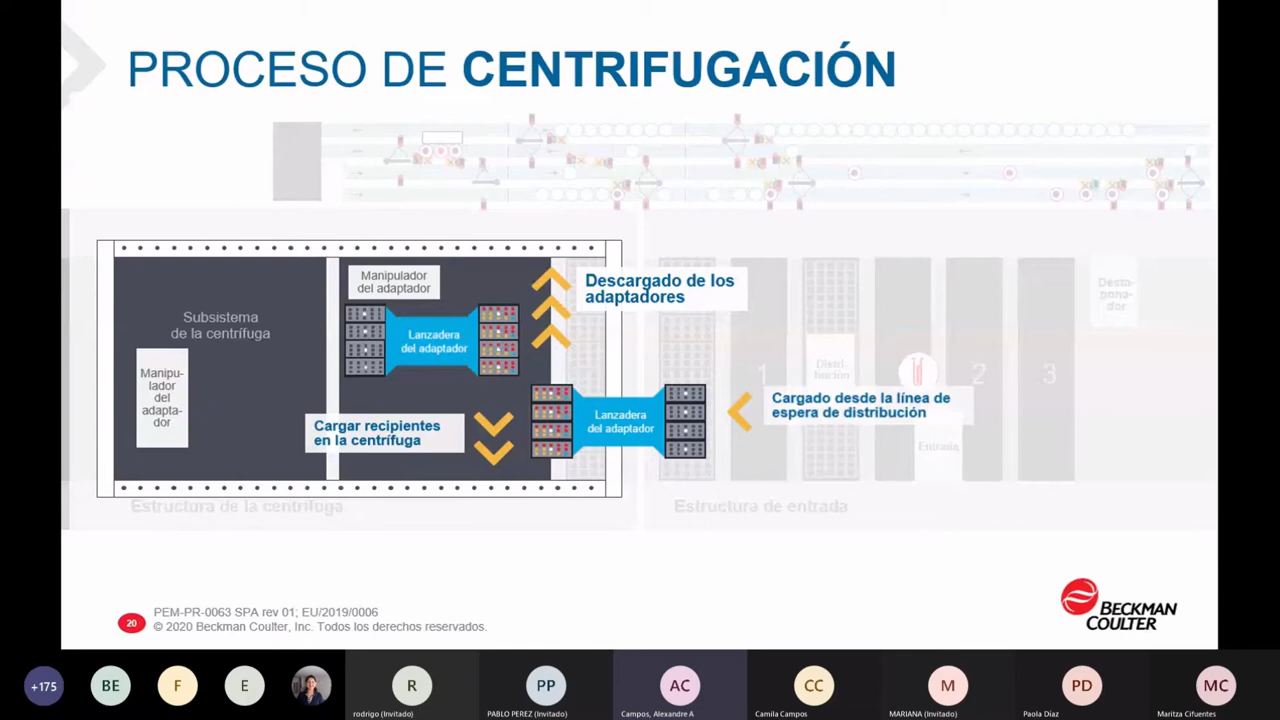 PROCESO DE CENTRIFUGACIÓN
Manipulador
del adaptador
Descargado de los
adaptadores
Subsistema
de la centrífuga
Lanzadera
del adaptador
Manipu-
lador
del
adapta-
dor
Cargar recipientes
en la centrífuga
Lanzadera
del adaptador
Cargado desde la línea de
espera de distribución
Desta-
pona-
dor
Distri-
bución
1
2
3
Entrada
Estructura de la centrífuga
Estructura de entrada
20
PEM-PR-0063 SPA rev 01; EU/2019/0006
© 2020 Beckman Coulter, Inc. Todos los derechos reservados.
BECKMAN
COULTER
+175
BE
F
E
R
rodrigo (Invitado)
PP
PABLO PEREZ (Invitado)
AC
Campos, Alexandre A
CC
Camila Campos
M
MARIANA (Invitado)
PD
Paola Díaz
MC
Maritza Cifuentes